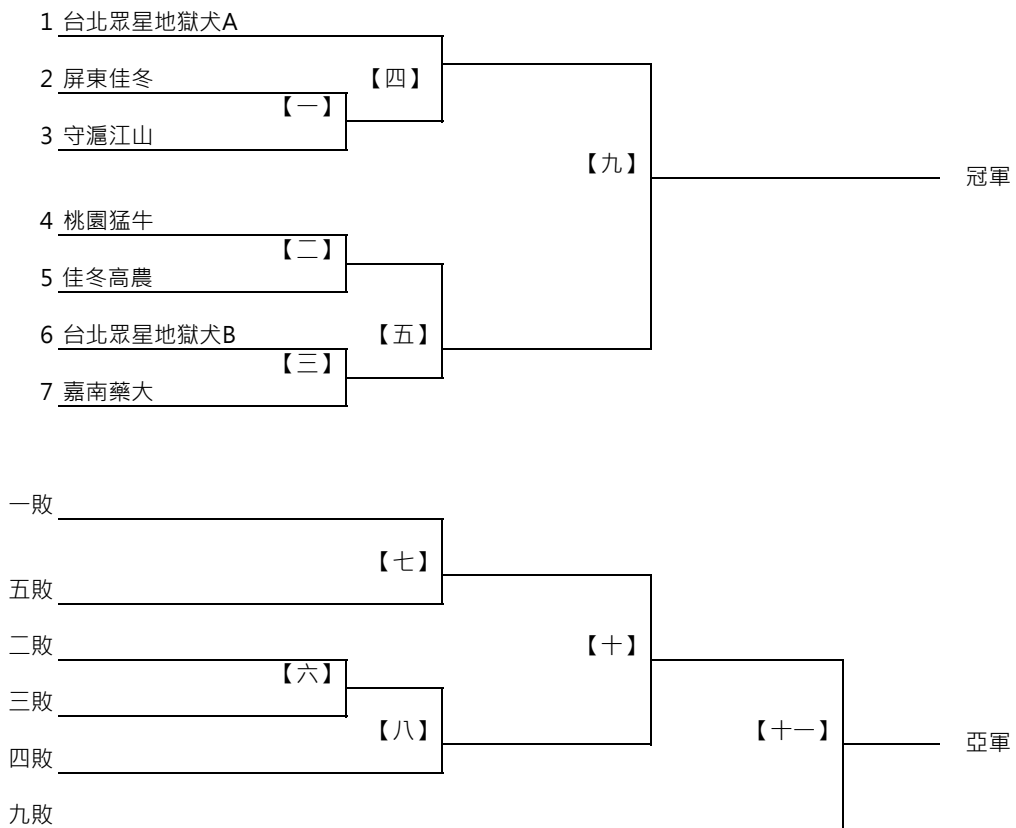 1 台北眾星地獄犬A
2 屏東佳冬
【四】
【一】
3 守滬江山
【九】
冠軍
4 桃園猛牛
【二】
5 佳冬高農
6 台北眾星地獄犬B
【五】
【三】
7 嘉南藥大
一敗
【七】
五敗
二敗
【十】
【六】
三敗
【八】
【十一】
亞軍
四敗
九敗